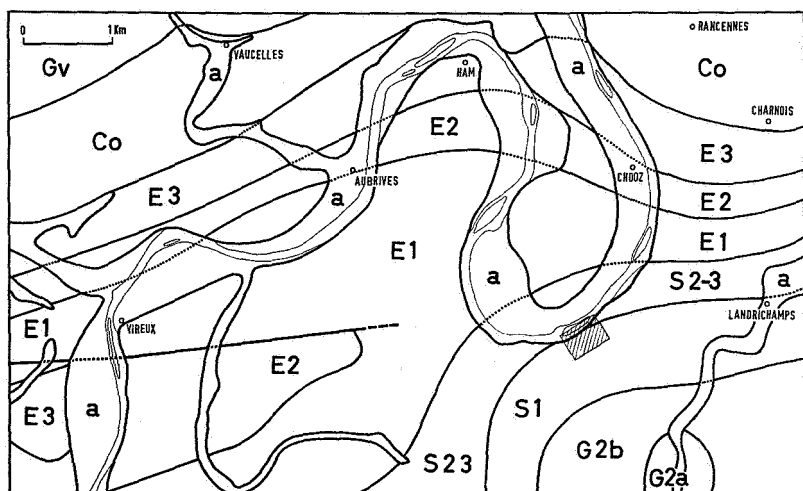 0 1 Km
VAUCELLES
RANCENNES
Gv
a
HAM
a
Co
CHARNOIS
Co
E2
E3
E3
AUBRIVES
CHOOZ
a
E2
E1
E1
a
S2-3
a
LANDRICHAMPS
E1
VIREUX
E2
S1
E3
a
S23
G2b
G2a